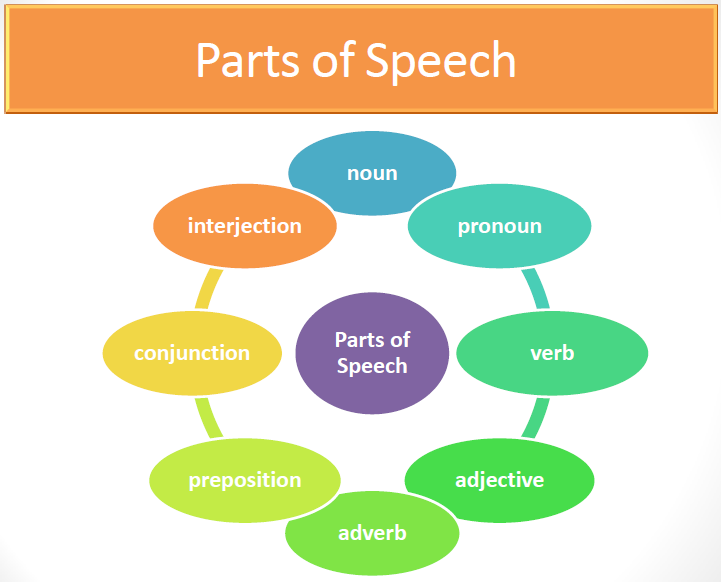 Parts of Speech
noun
pronoun
verb
adjective
adverb
preposition
conjunction
interjection
Parts of
Speech